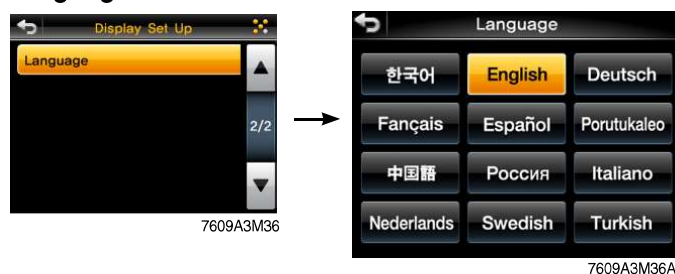 Display Set Up
Language
2/2
7609A3M36
Language
한국어 English Deutsch
Fançais Español Porutukaleo
中国語 Россия Italiano
Nederlands Swedish Turkish
7609A3M36A